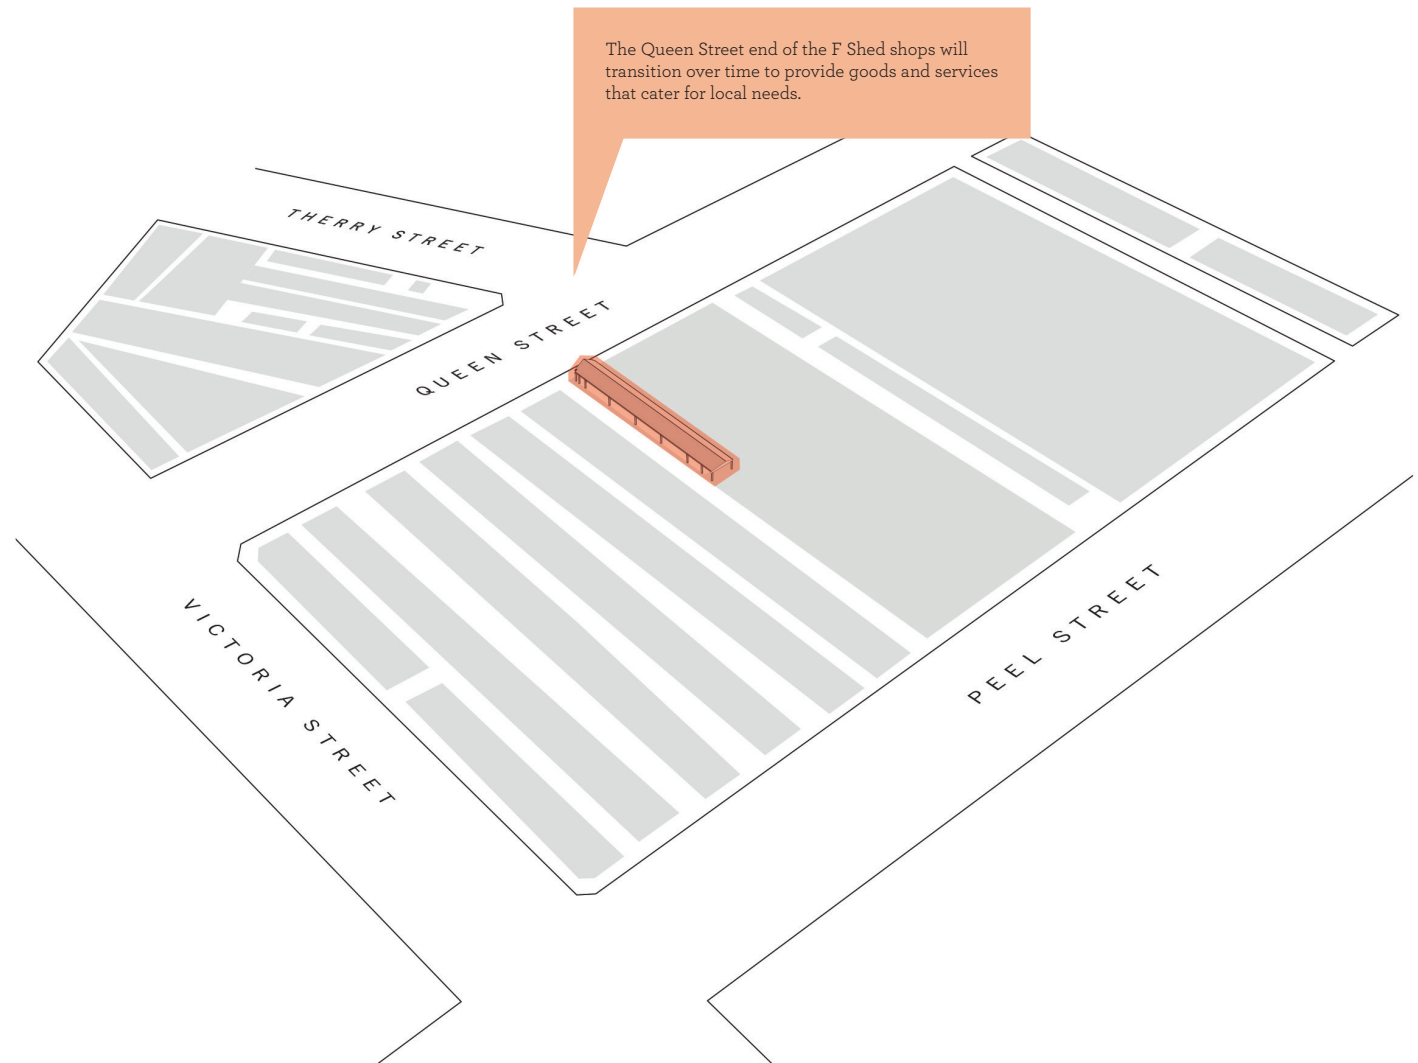 The Queen Street end of the F Shed shops will
transition over time to provide goods and services
that cater for local needs.
THERRY STREET
QUEEN STREET
VICTORIA STREET
PEEL STREET